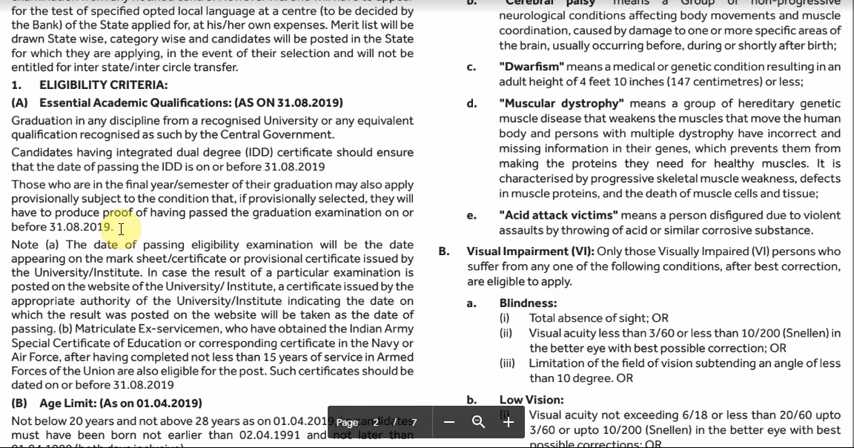 for the test of specified opted local language at a centre (to be decided by
the Bank) of the State applied for, at his/her own expenses. Merit list will be
drawn State wise, category wise and candidates will be posted in the State
for which they are applying, in the event of their selection and will not be
entitled for inter state/inter circle transfer.
1. ELIGIBILITY CRITERIA:
(A) Essential Academic Qualifications: (AS ON 31.08.2019)
Graduation in any discipline from a recognised University or any equivalent
qualification recognised as such by the Central Government.
Candidates having integrated dual degree (IDD) certificate should ensure
that the date of passing the IDD is on or before 31.08.2019
Those who are in the final year/semester of their graduation may also apply
provisionally subject to the condition that, if provisionally selected, they will
have to produce proof of having passed the graduation examination on or
before 31.08.2019.
Note (a) The date of passing eligibility examination will be the date
appearing on the mark sheet/certificate or provisional certificate issued by
the University/Institute. In case the result of a particular examination is
posted on the website of the University/ Institute, a certificate issued by the
appropriate authority of the University/Institute indicating the date on
which the result was posted on the website will be taken as the date of
passing. (b) Matriculate Ex-servicemen, who have obtained the Indian Army
Special Certificate of Education or corresponding certificate in the Navy or
Air Force, after having completed not less than 15 years of service in Armed
Forces of the Union are also eligible for the post. Such certificates should be
dated on or before 31.08.2019
(B) Age Limit: (As on 01.04.2019)
Not below 20 years and not above 28 years as on 01.04.2019
must have been born not earlier than 02.04.1991 and not later than
b. "Cerebral palsy" means a Group of non-progressive
neurological conditions affecting body movements and muscle
coordination, caused by damage to one or more specific areas of
the brain, usually occurring before, during or shortly after birth;
c. "Dwarfism" means a medical or genetic condition resulting in an
adult height of 4 feet 10 inches (147 centimetres) or less;
d. "Muscular dystrophy" means a group of hereditary genetic
muscle disease that weakens the muscles that move the human
body and persons with multiple dystrophy have incorrect and
missing information in their genes, which prevents them from
making the proteins they need for healthy muscles. It is
characterised by progressive skeletal muscle weakness, defects
in muscle proteins, and the death of muscle cells and tissue;
e. "Acid attack victims" means a person disfigured due to violent
assaults by throwing of acid or similar corrosive substance.
B. Visual Impairment (VI): Only those Visually Impaired (VI) persons who
suffer from any one of the following conditions, after best correction,
are eligible to apply.
a. Blindness:
(i) Total absence of sight; OR
(ii) Visual acuity less than 3/60 or less than 10/200 (Snellen) in
the better eye with best possible correction; OR
(iii) Limitation of the field of vision subtending an angle of less
than 10 degree. OR
b. Low Vision:
(i) Visual acuity not exceeding 6/18 or less than 20/60 upto
3/60 or upto 10/200 (Snellen) in the better eye with best
possible corrections; OR
Page 2 / 7